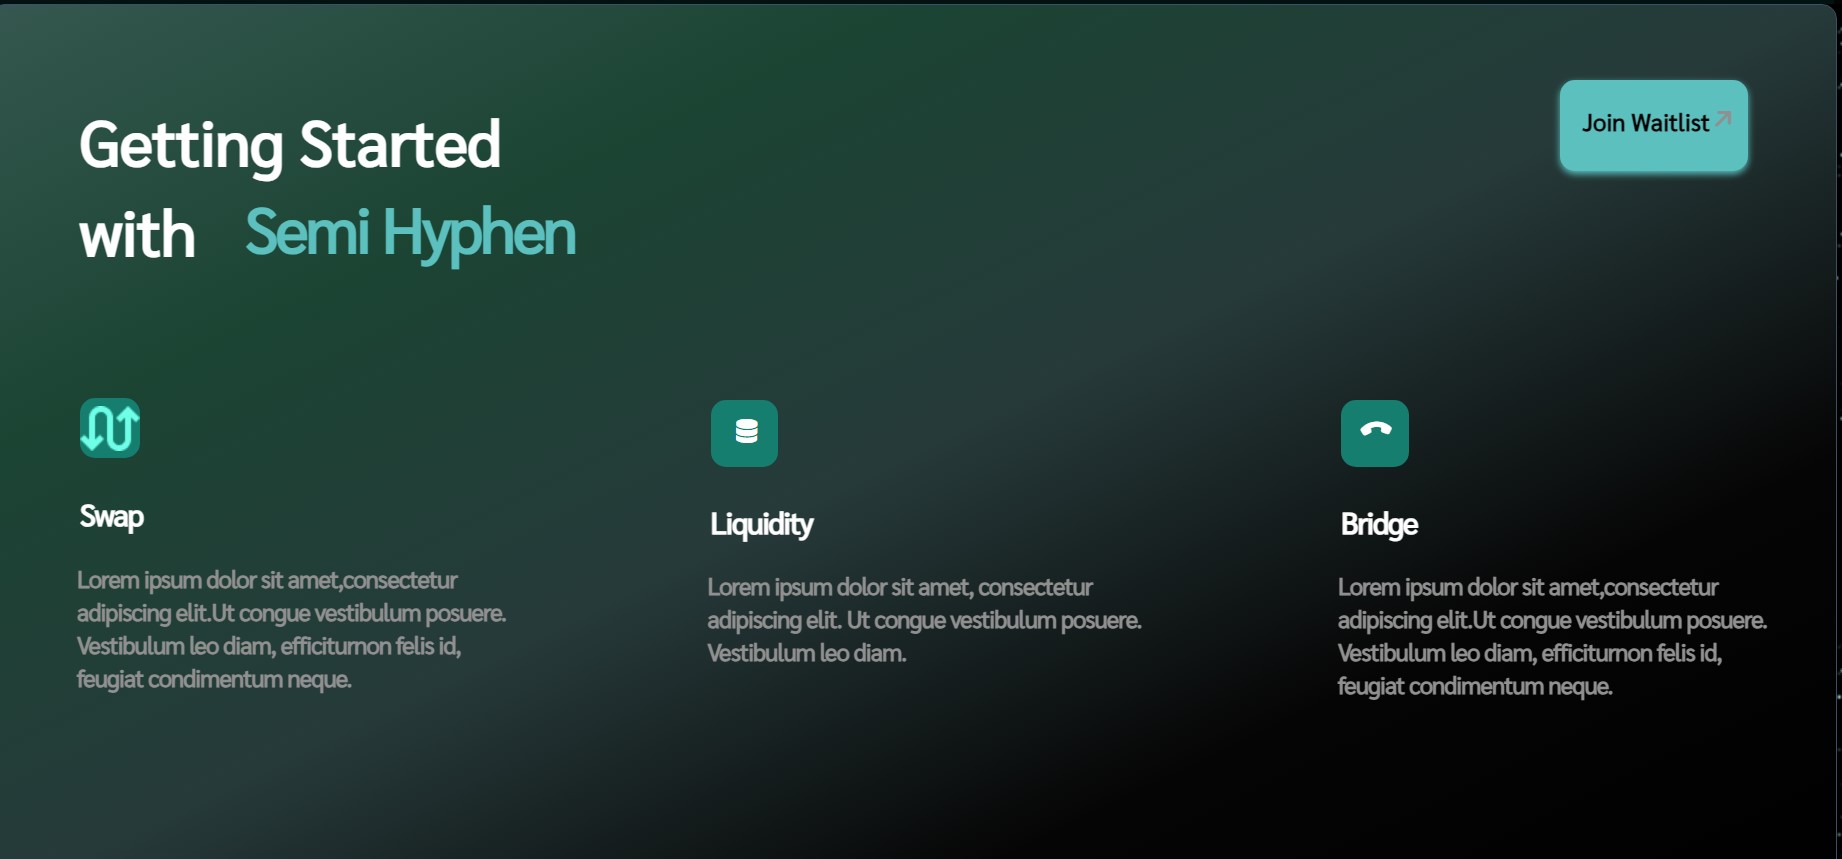 Getting Started
with Semi Hyphen
Join Waitlist
Swap
Lorem ipsum dolor sit amet,consectetur
adipiscing elit.Ut congue vestibulum posuere.
Vestibulum leo diam, efficiturnon felis id,
feugiat condimentum neque.
Liquidity
Lorem ipsum dolor sit amet, consectetur
adipiscing elit. Ut congue vestibulum posuere.
Vestibulum leo diam.
Bridge
Lorem ipsum dolor sit amet,consectetur
adipiscing elit.Ut congue vestibulum posuere.
Vestibulum leo diam, efficiturnon felis id,
feugiat condimentum neque.